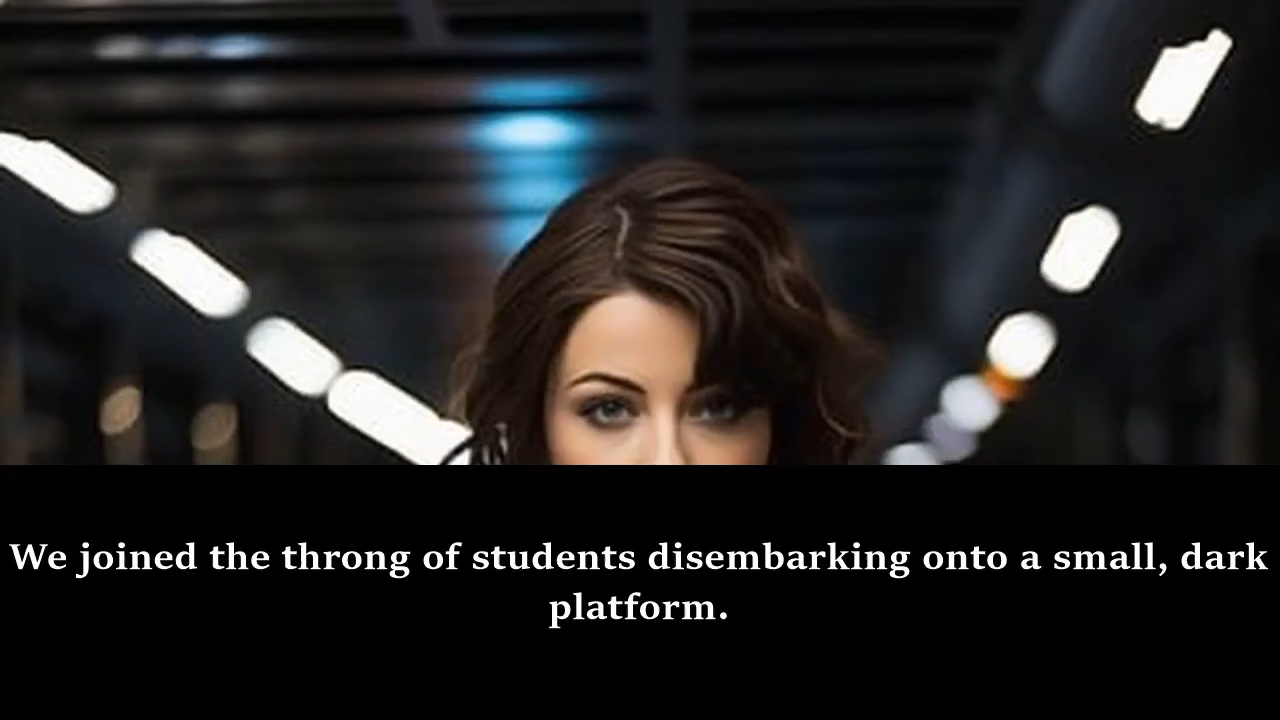 We joined the throng of students disembarking onto a small, dark
platform.